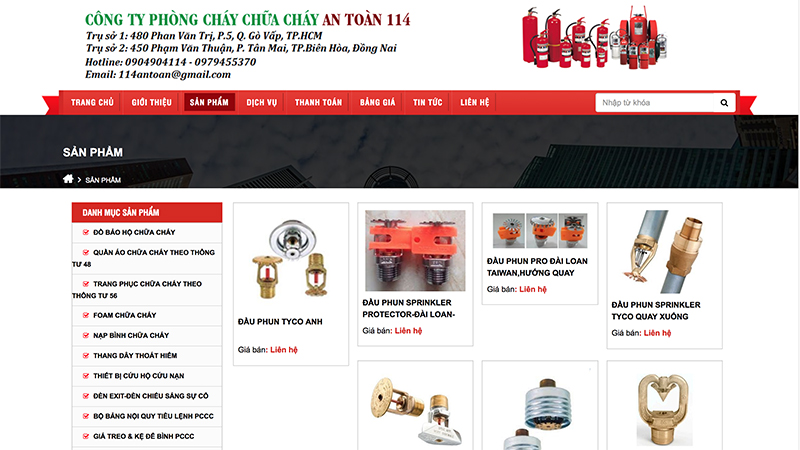 CÔNG TY PHÒNG CHÁY CHỮA CHÁY AN TOÀN 114
Trụ sở 1: 480 Phan Văn Trị, P.5, Q. Gò Vấp, TP.HCM
Trụ sở 2: 450 Phạm Văn Thuận, P. Tân Mai, TP.Biên Hòa, Đồng Nai
Hotline: 0904904114 - 0979455370
Email: 114antoan@gmail.com
TRANG CHỦ GIỚI THIỆU SẢN PHẨM DỊCH VỤ THANH TOÁN BẢNG GIÁ TIN TỨC LIÊN HỆ Nhập từ khóa
SẢN PHẨM
SẢN PHẨM
DANH MỤC SẢN PHẨM
ĐỒ BẢO HỘ CHỮA CHÁY
QUẦN ÁO CHỮA CHÁY THEO THÔNG
TƯ 48
TRANG PHỤC CHỮA CHÁY THEO
THÔNG TƯ 56
FOAM CHỮA CHÁY
NẠP BÌNH CHỮA CHÁY
THANG DÂY THOÁT HIỂM
THIẾT BỊ CỨU HỘ CỨU NẠN
ĐÈN EXIT-ĐÈN CHIẾU SÁNG SỰ CỐ
BỘ BẢNG NỘI QUY TIÊU LỆNH PCCC
GIÁ TREO & KỆ ĐỂ BÌNH PCCC
ĐẦU PHUN TYCO ANH
Giá bán: Liên hệ
ĐẦU PHUN SPRINKLER
PROTECTOR-ĐÀI LOAN-
Giá bán: Liên hệ
ĐẦU PHUN PRO ĐÀI LOAN
TAIWAN,HƯỚNG QUAY
Giá bán: Liên hệ
ĐẦU PHUN SPRINKLER
TYCO QUAY XUỐNG
Giá bán: Liên hệ